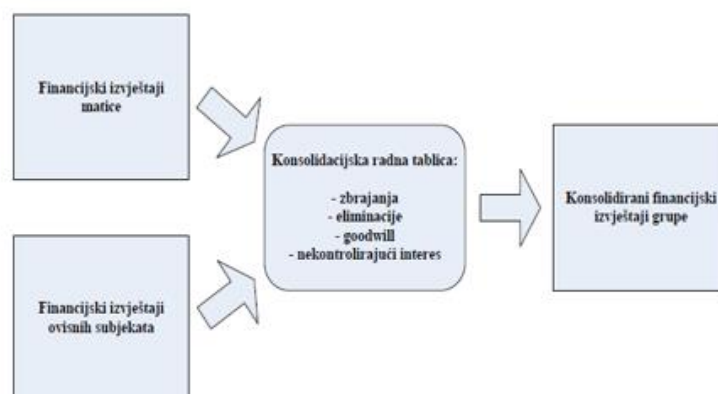 Financijski izvještaji
matice
Konsolidacijska radna tablica:
- zbrajanja
- eliminacije
- goodwill
- nekontrolirajući interes
Konsolidirani financijski
izvještaji grupe
Financijski izvještaji
ovisnih subjekata